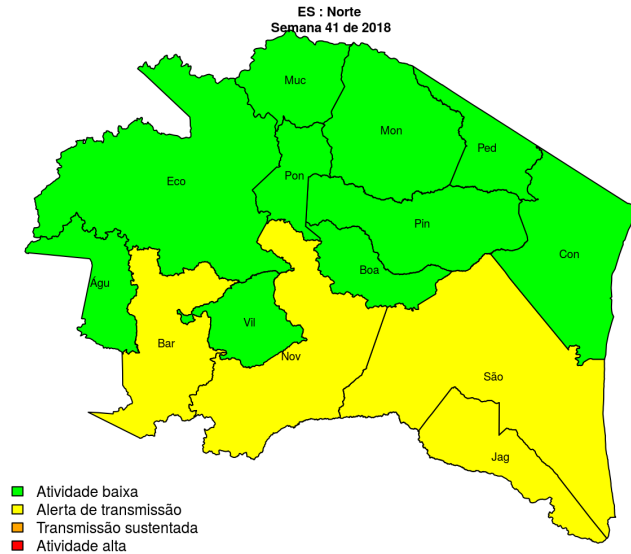 ES : Norte
Semana 41 de 2018
Muc
Mon
Ped
Eco
Pon
Pin
Con
Boa
Águ
Vil
Bar
Nov
São
Jag
Atividade baixa
Alerta de transmissão
Transmissão sustentada
Atividade alta